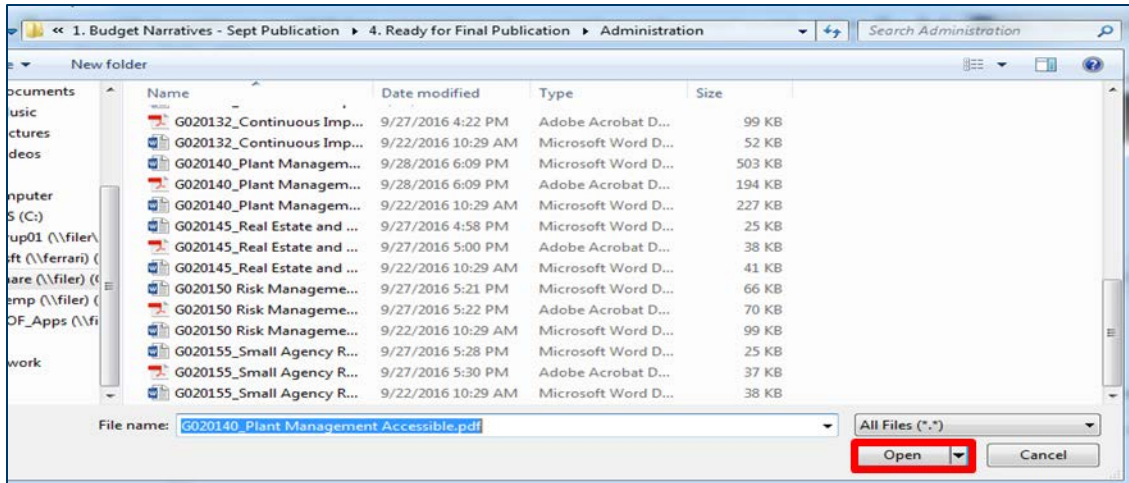 « 1. Budget Narratives - Sept Publication ▸ 4. Ready for Final Publication ▸ Administration Search Administration
New folder
ocuments Name Date modified Type Size
usic G020132_Continuous Imp... 9/27/2016 4:22 PM Adobe Acrobat D... 99 KB
ctures G020132_Continuous Imp... 9/22/2016 10:29 AM Microsoft Word D... 52 KB
deos G020140_Plant Managem... 9/28/2016 6:09 PM Microsoft Word D... 503 KB
G020140_Plant Managem... 9/28/2016 6:09 PM Adobe Acrobat D... 194 KB
mputer G020140_Plant Managem... 9/22/2016 10:29 AM Microsoft Word D... 227 KB
S (C:) G020145_Real Estate and ... 9/27/2016 4:58 PM Microsoft Word D... 25 KB
rup01 (\\filer\ G020145_Real Estate and ... 9/27/2016 5:00 PM Adobe Acrobat D... 38 KB
sft (\\ferrari) ( G020145_Real Estate and ... 9/22/2016 10:29 AM Microsoft Word D... 41 KB
are (\\filer) (( G020150 Risk Manageme... 9/27/2016 5:21 PM Microsoft Word D... 66 KB
emp (\\filer) ( G020150 Risk Manageme... 9/27/2016 5:22 PM Adobe Acrobat D... 70 KB
OF_Apps (\\fi G020150 Risk Manageme... 9/22/2016 10:29 AM Microsoft Word D... 99 KB
G020155_Small Agency R... 9/27/2016 5:28 PM Microsoft Word D... 25 KB
work G020155_Small Agency R... 9/27/2016 5:30 PM Adobe Acrobat D... 37 KB
G020155_Small Agency R... 9/22/2016 10:29 AM Microsoft Word D... 38 KB
File name: G020140_Plant Management Accessible.pdf All Files (*.*)
Open Cancel